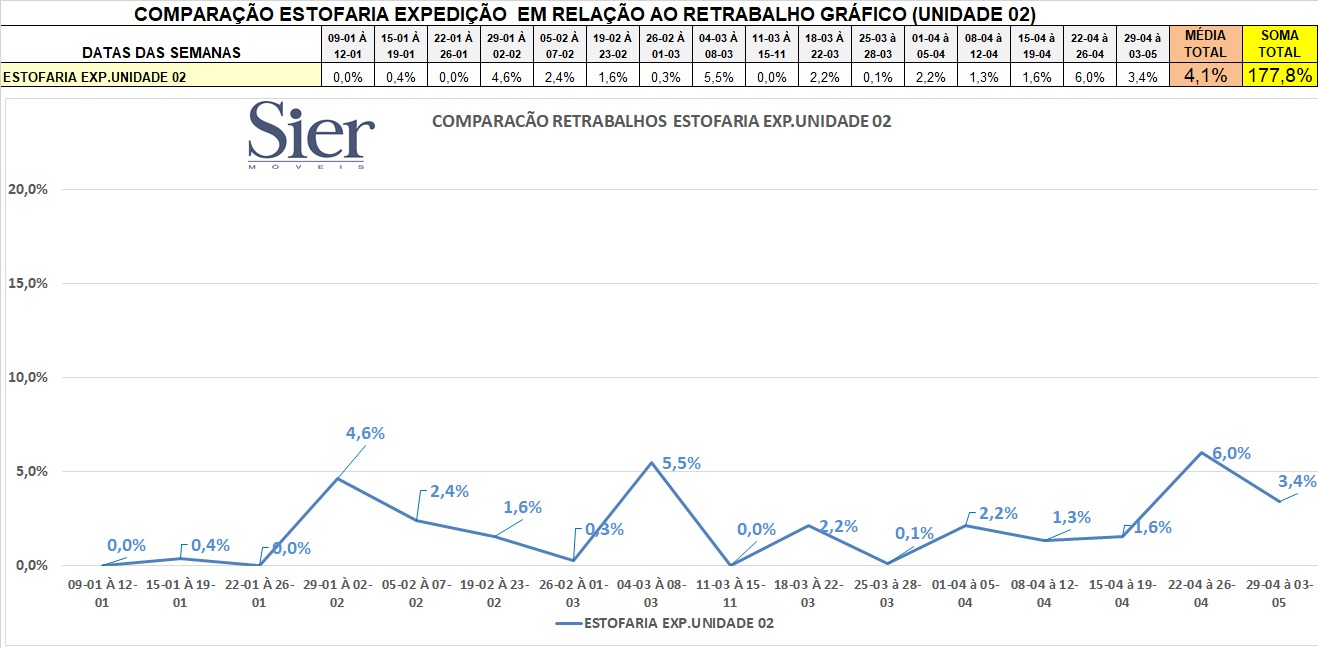 COMPARAÇÃO ESTOFARIA EXPEDIÇÃO EM RELAÇÃO AO RETRABALHO GRÁFICO (UNIDADE 02)
DATAS DAS SEMANAS 09-01 À 12-01 15-01 À 19-01 22-01 À 26-01 29-01 À 02-02 05-02 À 07-02 19-02 À 23-02 26-02 À 01-03 04-03 À 08-03 11-03 À 15-11 18-03 À 22-03 25-03 à 28-03 01-04 à 05-04 08-04 à 12-04 15-04 à 19-04 22-04 à 26-04 29-04 à 03-05 MÉDIA TOTAL SOMA TOTAL
ESTOFARIA EXP.UNIDADE 02 0,0% 0,4% 0,0% 4,6% 2,4% 1,6% 0,3% 5,5% 0,0% 2,2% 0,1% 2,2% 1,3% 1,6% 6,0% 3,4% 4,1% 177,8%
Sier
MÓVEIS
COMPARACÃO RETRABALHOS ESTOFARIA EXP.UNIDADE 02
20,0%
15,0%
10,0%
5,0%
0,0%
0,0% 0,4% 0,0% 4,6% 2,4% 1,6% 0,3% 5,5% 0,0% 2,2% 0,1% 2,2% 1,3% 1,6% 6,0% 3,4%
09-01 À 12- 15-01 À 19- 22-01 À 26- 29-01 À 02- 05-02 À 07- 19-02 À 23- 26-02 À 01- 04-03 À 08- 11-03 À 15- 18-03 À 22- 25-03 à 28- 01-04 à 05- 08-04 à 12- 15-04 à 19- 22-04 à 26- 29-04 à 03-
01 01 01 02 02 02 03 03 11 03 03 04 04 04 04 05
ESTOFARIA EXP.UNIDADE 02